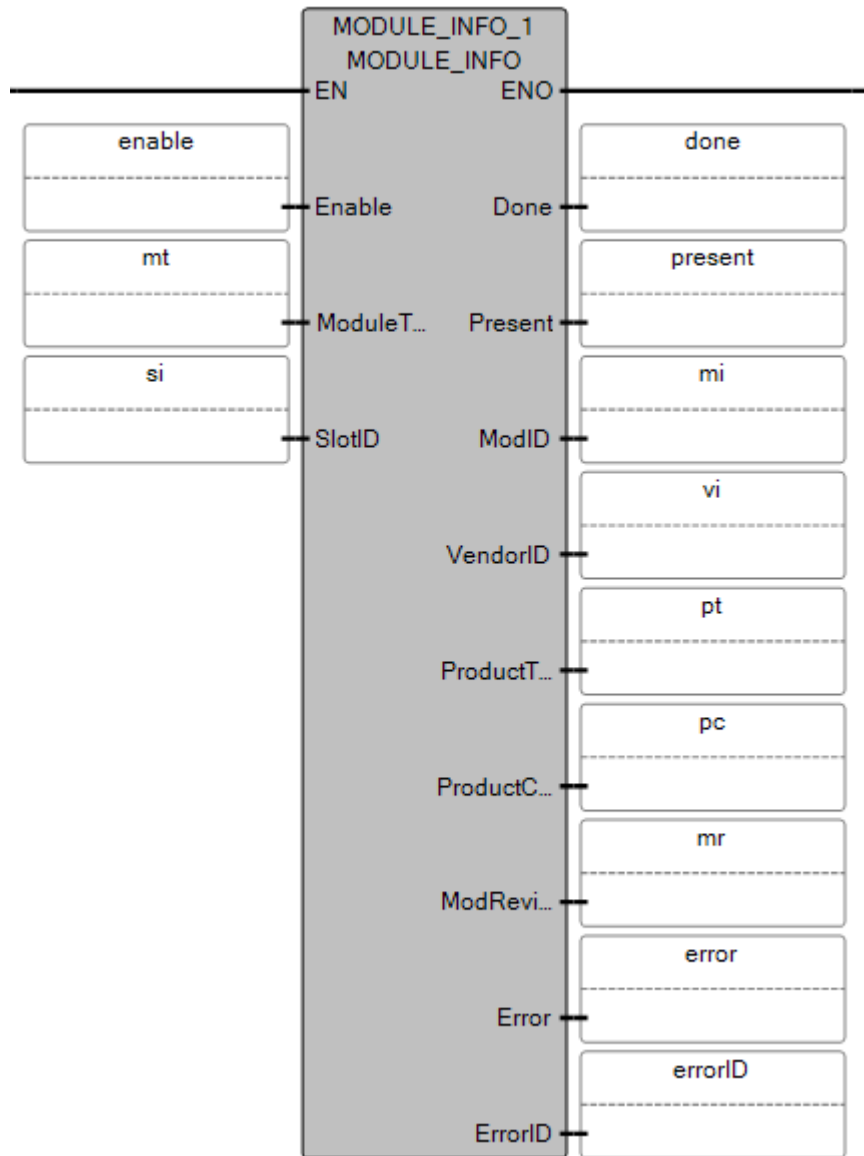 MODULE_INFO_1
MODULE_INFO
EN ENO
enable done
Enable Done
mt present
ModuleT... Present
si mi
SlotID ModID
vi
VendorID
pt
ProductT...
pc
ProductC...
mr
ModRevi...
error
Error
errorID
ErrorID